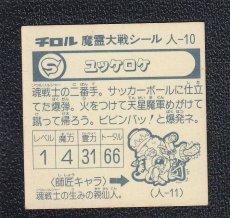 チロル 魔霊大戦シール 人-10
S
ユッケロケ
魂戦士の二番手。サッカーボールに仕立
てた爆弾。火をつけて天星魔軍めがけて
蹴って帰ろう。ビビンバッ!と爆発ネ。
レベル 魔力 霊力 トータル
1 4 31 66
(師匠キャラ)
魂戦士の生みの親仙人。
(人-11)